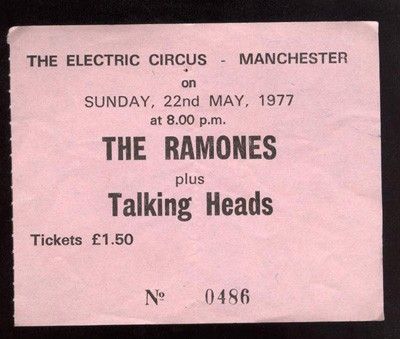 THE ELECTRIC CIRCUS - MANCHESTER
on
SUNDAY, 22nd MAY, 1977
at 8.00 p.m.
THE RAMONES
plus
Talking Heads
Tickets £1.50
No 0486